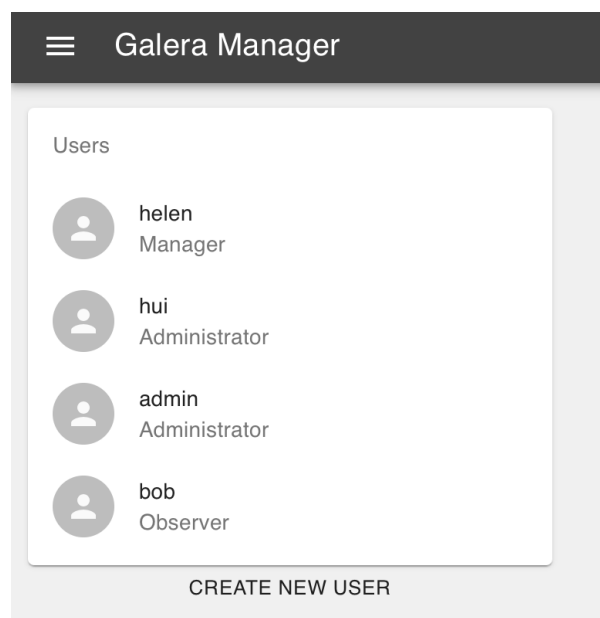 Galera Manager
Users
helen
Manager
hui
Administrator
admin
Administrator
bob
Observer
CREATE NEW USER